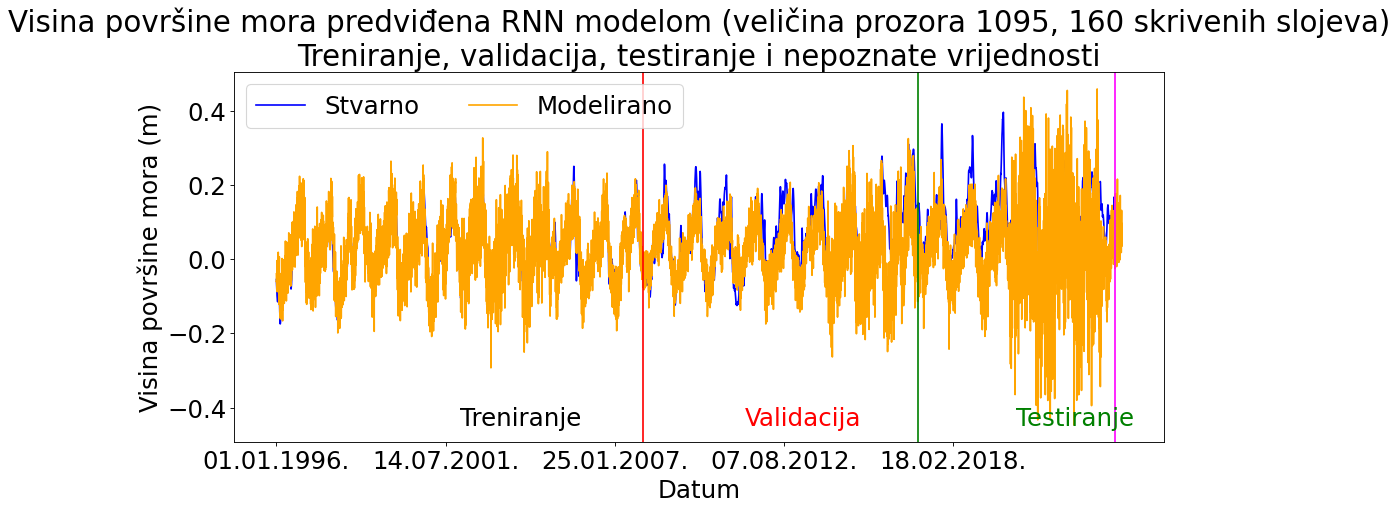 Visina površine mora predviđena RNN modelom (veličina prozora 1095, 160 skrivenih slojeva)
Treniranje, validacija, testiranje i nepoznate vrijednosti
Stvarno
Modelirano
Visina površine mora (m)
0.4
0.2
0.0
−0.2
−0.4
Treniranje
Validacija
Testiranje
01.01.1996.
14.07.2001.
25.01.2007.
07.08.2012.
18.02.2018.
Datum